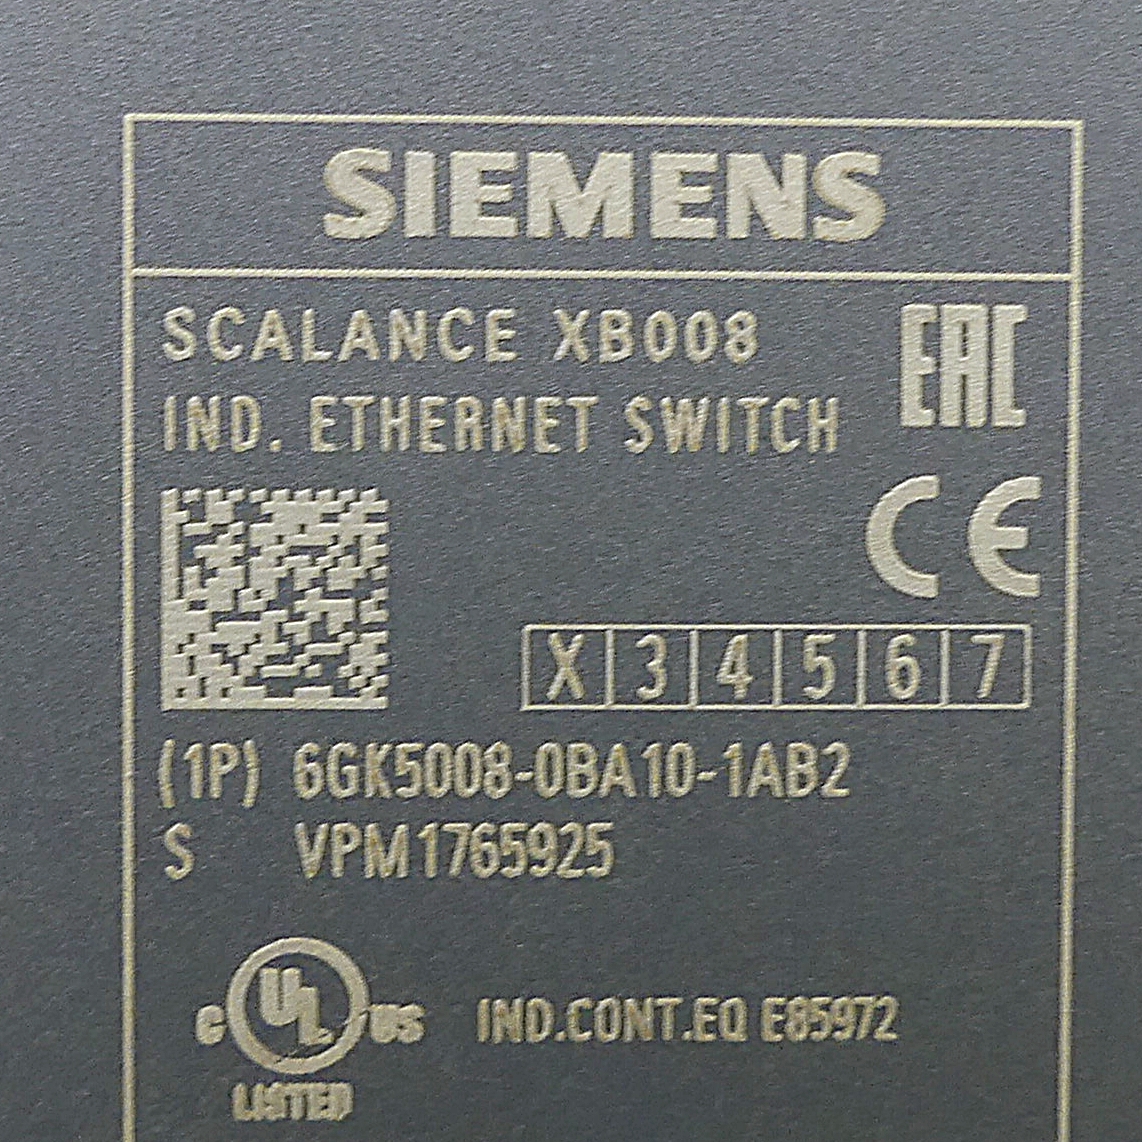 SIEMENS
SCALANCE XB008
IND. ETHERNET SWITCH
EAC
CE
X 3 4 5 6 7
(1P) 6GK5008-0BA10-1AB2
S VPM1765925
C UL US
LISTED
IND.CONT.EQ E85972